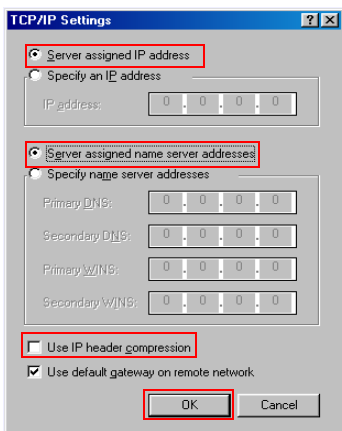 TCP/IP Settings ? ×
Server assigned IP address
Specify an IP address
IP address: 0 . 0 . 0 . 0
Server assigned name server addresses
Specify name server addresses
Primary DNS: 0 . 0 . 0 . 0
Secondary DNS: 0 . 0 . 0 . 0
Primary WINS: 0 . 0 . 0 . 0
Secondary WINS: 0 . 0 . 0 . 0
Use IP header compression
Use default gateway on remote network
OK Cancel